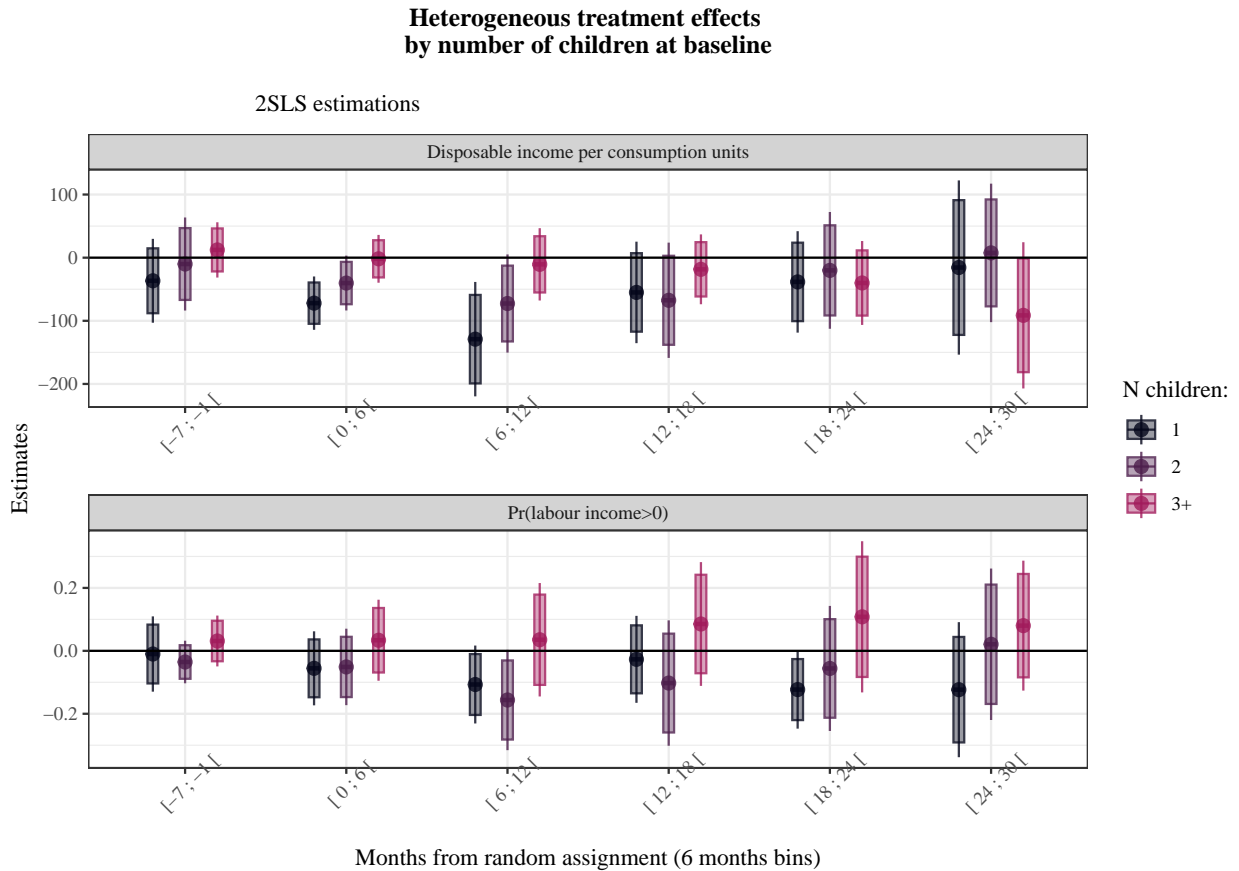 Heterogeneous treatment effects
by number of children at baseline
2SLS estimations
Disposable income per consumption units
100
0
−100
−200
[−7 ; −1 [
[ 0 ; 6 [
[ 6 ; 12 [
[ 12 ; 18 [
[ 18 ; 24 [
[ 24 ; 30 [
Estimates
Pr(labour income>0)
0.2
0.0
−0.2
[−7 ; −1 [
[ 0 ; 6 [
[ 6 ; 12 [
[ 12 ; 18 [
[ 18 ; 24 [
[ 24 ; 30 [
Months from random assignment (6 months bins)
N children:
1
2
3+